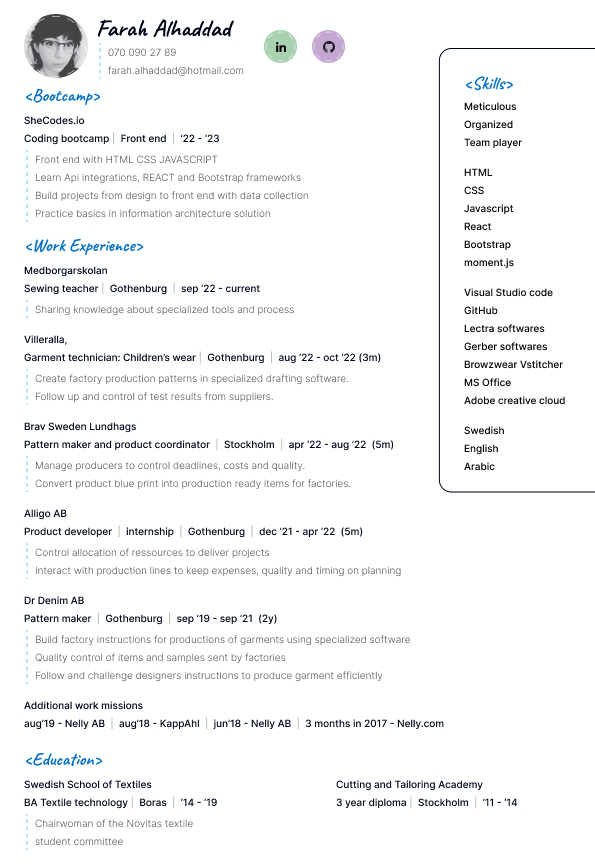 Farah Alhaddad
070 090 27 89
farah.alhaddad@hotmail.com
in
<Bootcamp>
SheCodes.io
Coding bootcamp | Front end | ’22 - ’23
Front end with HTML CSS JAVASCRIPT
Learn Api integrations, REACT and Bootstrap frameworks
Build projects from design to front end with data collection
Practice basics in information architecture solution
<Work Experience>
Medborgarskolan
Sewing teacher | Gothenburg | sep ’22 - current
Sharing knowledge about specialized tools and process
Villeralla,
Garment technician: Children’s wear | Gothenburg | aug ’22 - oct ’22 (3m)
Create factory production patterns in specialized drafting software.
Follow up and control of test results from suppliers.
Brav Sweden Lundhags
Pattern maker and product coordinator | Stockholm | apr ’22 - aug ’22 (5m)
Manage producers to control deadlines, costs and quality.
Convert product blue print into production ready items for factories.
Alligo AB
Product developer | internship | Gothenburg | dec ’21 - apr ’22 (5m)
Control allocation of ressources to deliver projects
Interact with production lines to keep expenses, quality and timing on planning
Dr Denim AB
Pattern maker | Gothenburg | sep ’19 - sep ’21 (2y)
Build factory instructions for productions of garments using specialized software
Quality control of items and samples sent by factories
Follow and challenge designers instructions to produce garment efficiently
Additional work missions
aug’19 - Nelly AB | aug’18 - KappAhl | jun’18 - Nelly AB | 3 months in 2017 - Nelly.com
<Education>
Swedish School of Textiles
BA Textile technology | Boras | ’14 - ’19
Chairwoman of the Novitas textile
student committee
Cutting and Tailoring Academy
3 year diploma | Stockholm | ’11 - ’14
<Skills>
Meticulous
Organized
Team player
HTML
CSS
Javascript
React
Bootstrap
moment.js
Visual Studio code
GitHub
Lectra softwares
Gerber softwares
Browzwear Vstitcher
MS Office
Adobe creative cloud
Swedish
English
Arabic